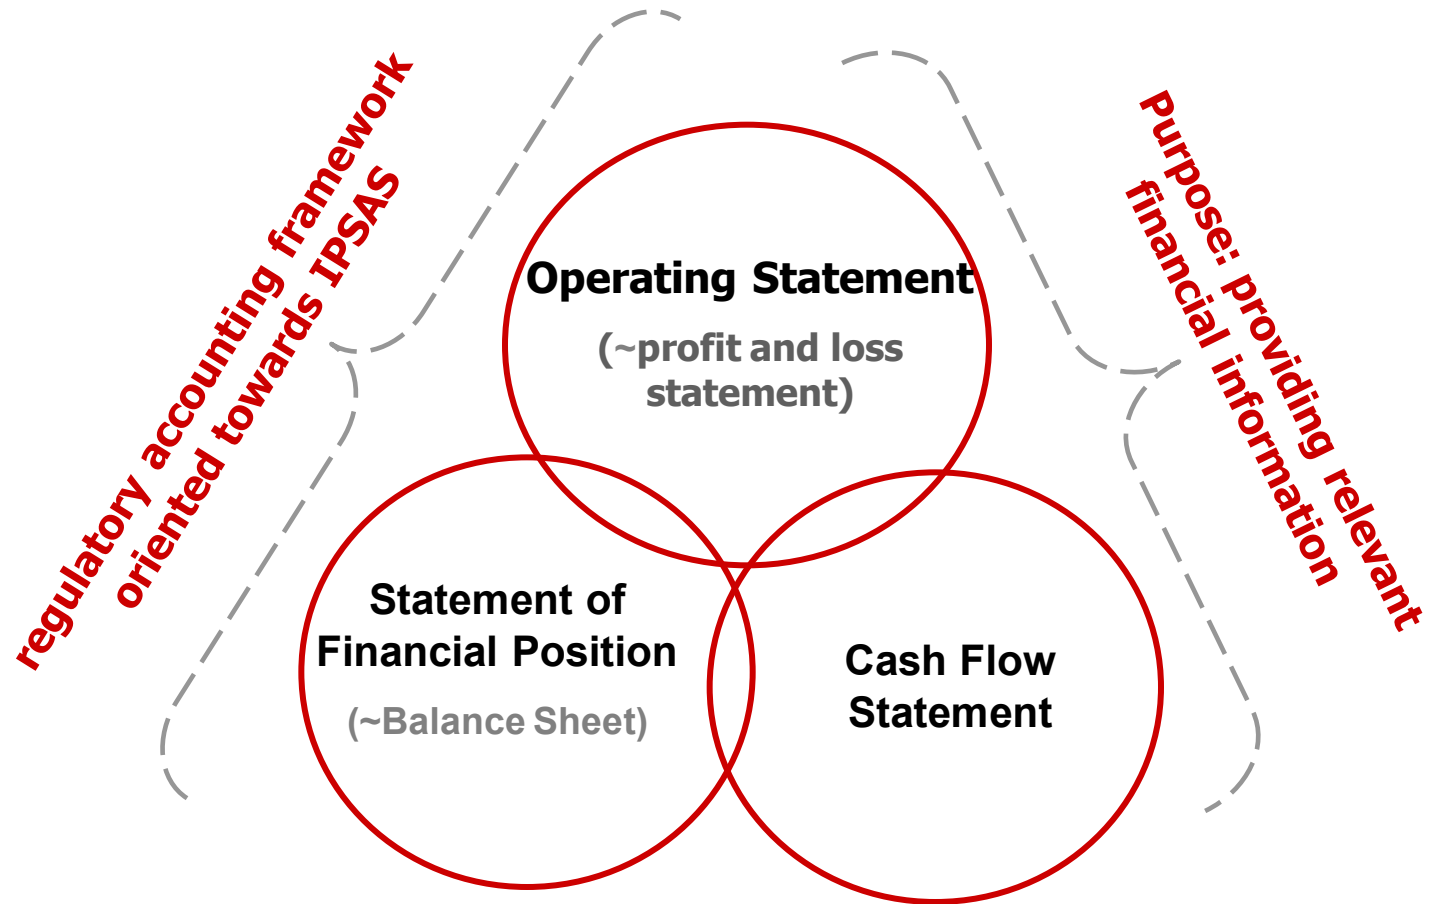 regulatory accounting framework
oriented towards IPSAS
Purpose: providing relevant
financial information
Operating Statement
(~profit and loss
statement)
Statement of
Financial Position
(~Balance Sheet)
Cash Flow
Statement